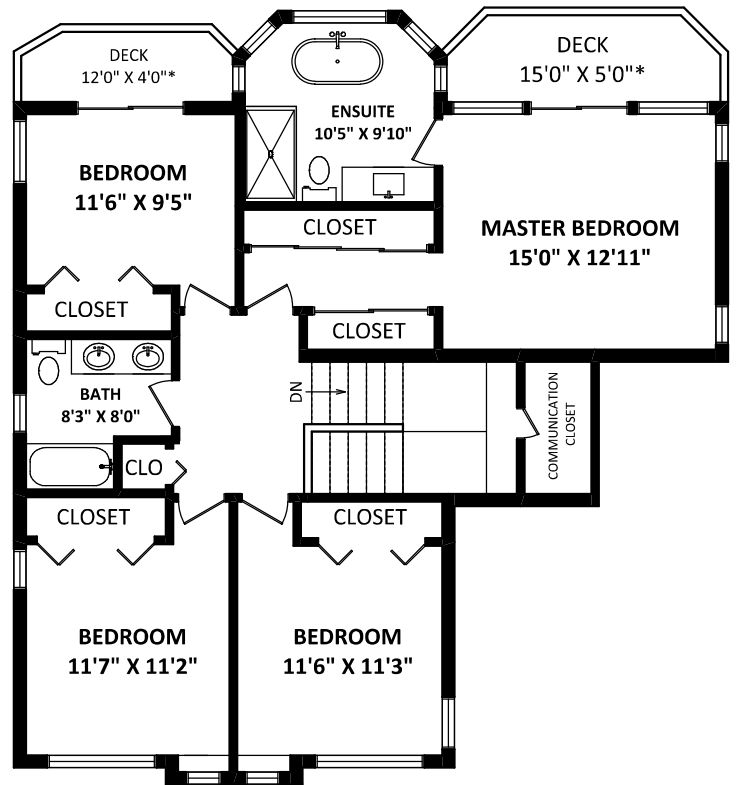 DECK
12'0" X 4'0"*
DECK
15'0" X 5'0"*
ENSUITE
10'5" X 9'10"
BEDROOM
11'6" X 9'5"
CLOSET
MASTER BEDROOM
15'0" X 12'11"
CLOSET
CLOSET
BATH
8'3" X 8'0"
DN
COMMUNICATION
CLOSET
CLO
CLOSET
CLOSET
BEDROOM
11'7" X 11'2"
BEDROOM
11'6" X 11'3"